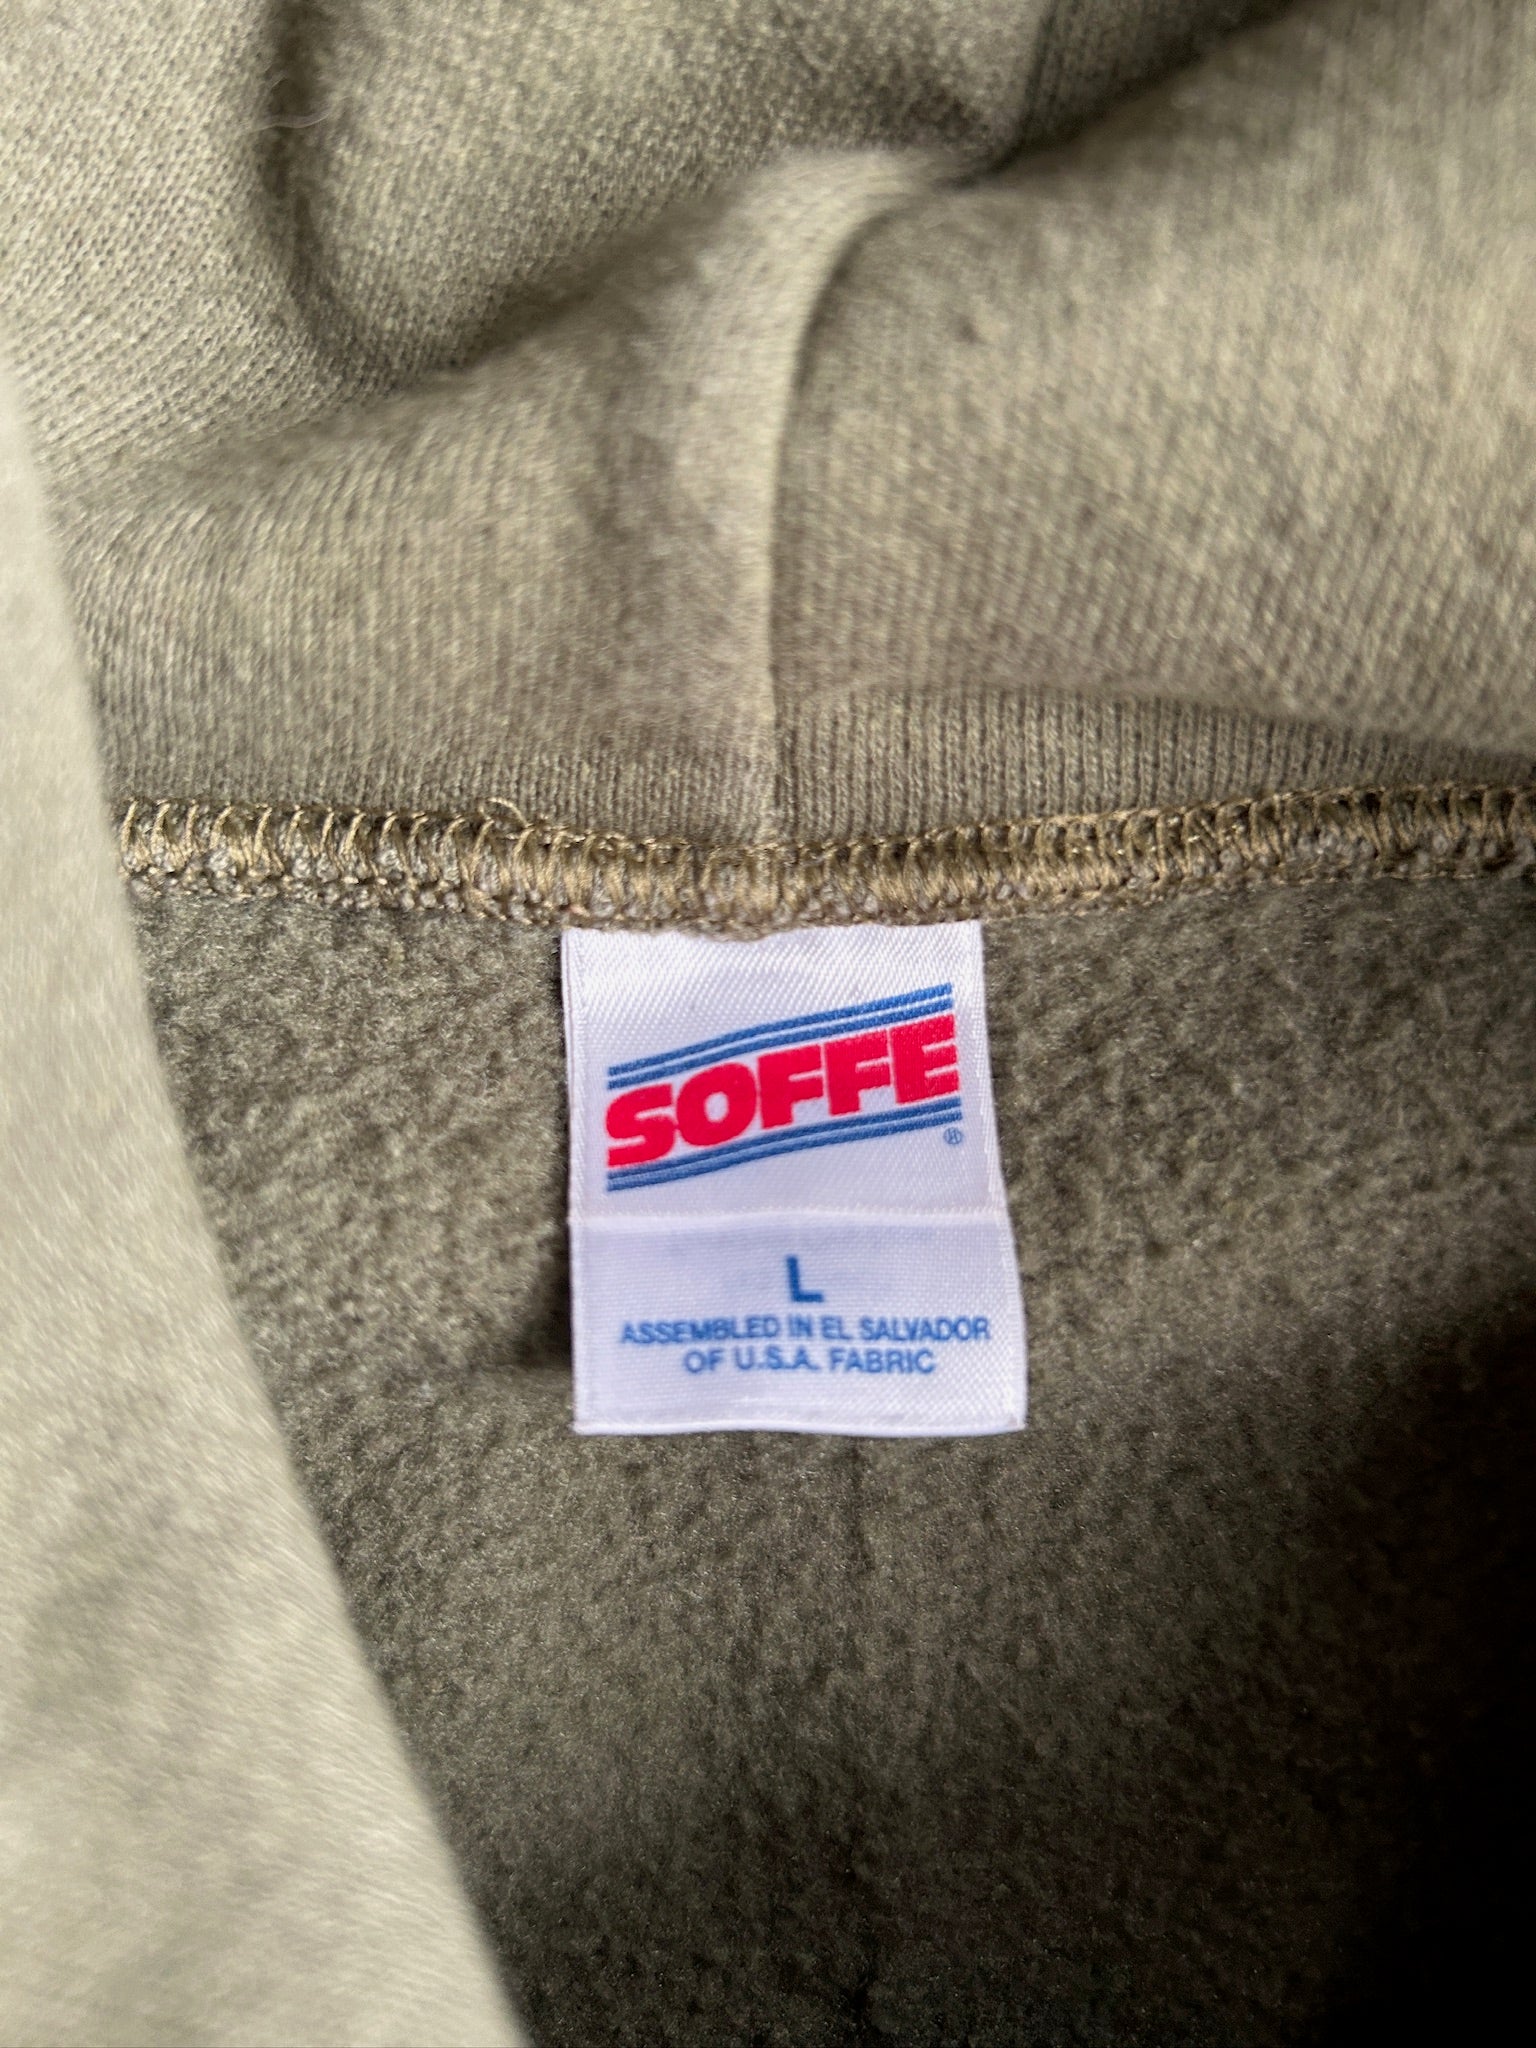 SOFFE
®
L
ASSEMBLED IN EL SALVADOR
OF U.S.A. FABRIC